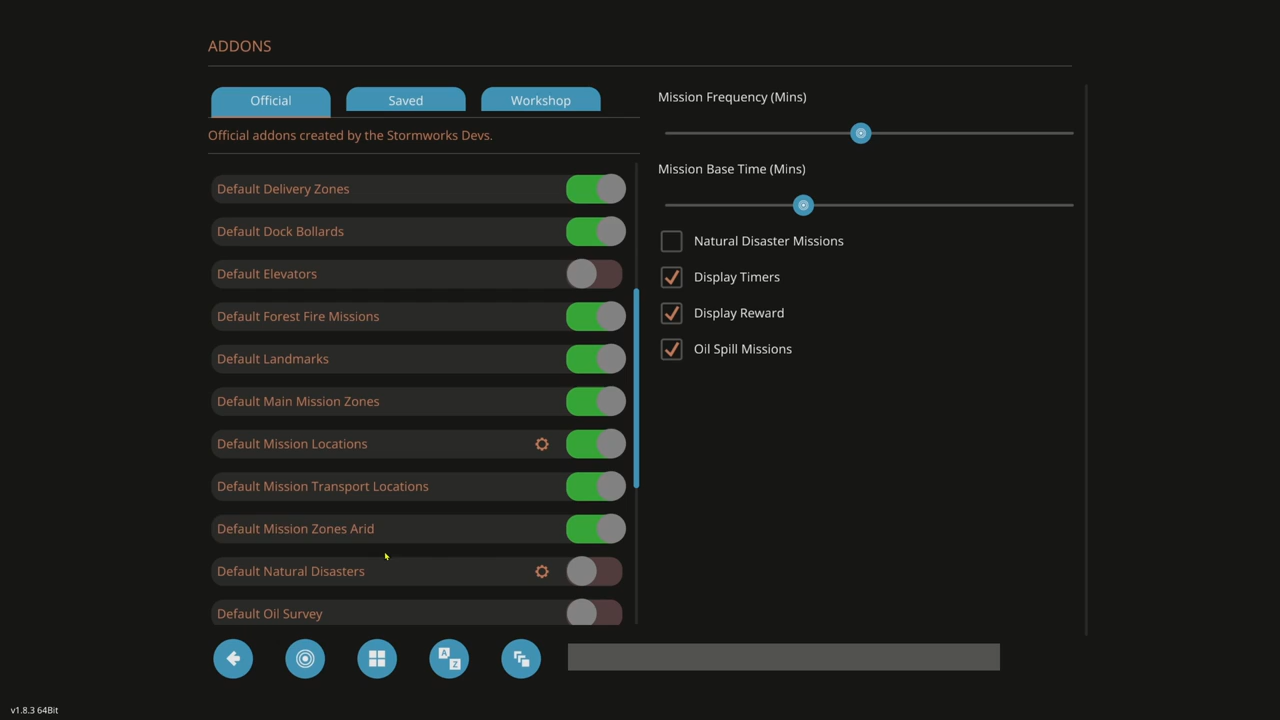 ADDONS
Official
Saved
Workshop
Official addons created by the Stormworks Devs.
Default Delivery Zones
Default Dock Bollards
Default Elevators
Default Forest Fire Missions
Default Landmarks
Default Main Mission Zones
Default Mission Locations
Default Mission Transport Locations
Default Mission Zones Arid
Default Natural Disasters
Default Oil Survey
Mission Frequency (Mins)
Mission Base Time (Mins)
Natural Disaster Missions
Display Timers
Display Reward
Oil Spill Missions
A
Z
v1.8.3 64Bit